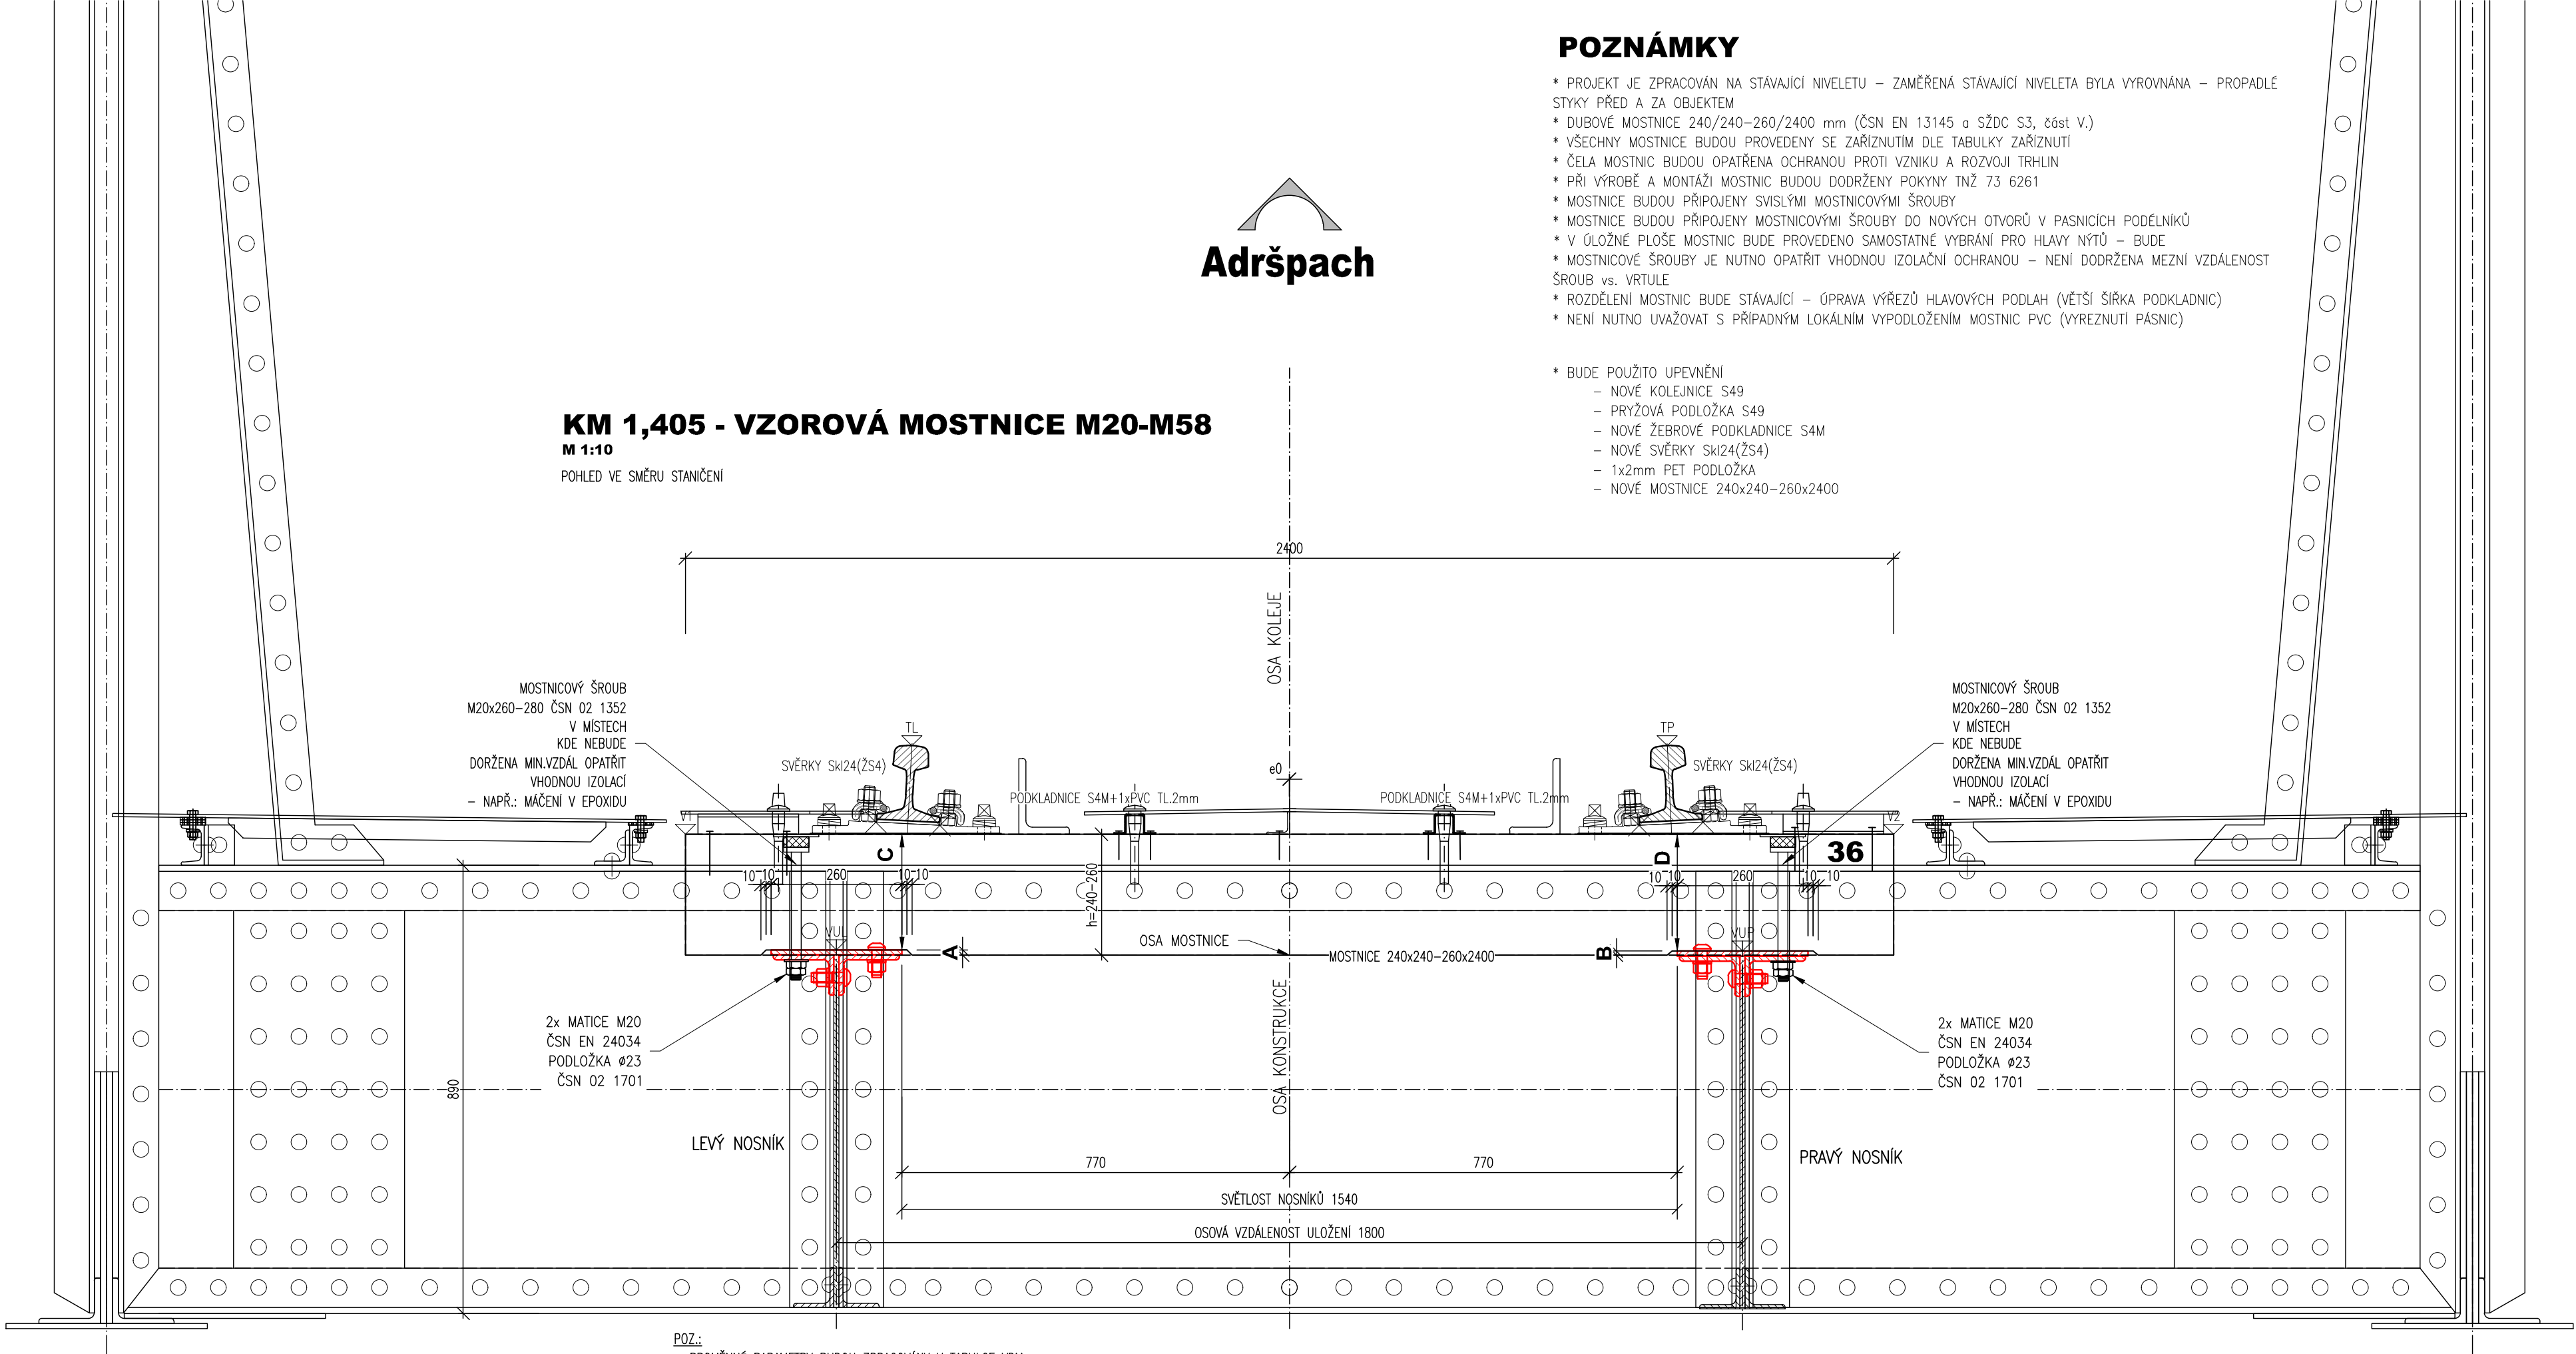 POZNÁMKY
* PROJEKT JE ZPRACOVÁN NA STÁVAJÍCÍ NIVELETU – ZAMĚŘENÁ STÁVAJÍCÍ NIVELETA BYLA VYROVNÁNA – PROPADLÉ
STYKY PŘED A ZA OBJEKTEM
* DUBOVÉ MOSTNICE 240/240–260/2400 mm (ČSN EN 13145 a SŽDC S3, část V.)
* VŠECHNY MOSTNICE BUDOU PROVEDENY SE ZAŘÍZNUTÍM DLE TABULKY ZAŘÍZNUTÍ
* ČELA MOSTNIC BUDOU OPATŘENA OCHRANOU PROTI VZNIKU A ROZVOJI TRHLIN
* PŘI VÝROBĚ A MONTÁŽI MOSTNIC BUDOU DODRŽENY POKYNY TNŽ 73 6261
* MOSTNICE BUDOU PŘIPOJENY SVISLÝMI MOSTNICOVÝMI ŠROUBY
* MOSTNICE BUDOU PŘIPOJENY MOSTNICOVÝMI ŠROUBY DO NOVÝCH OTVORŮ V PASNICÍCH PODÉLNÍKŮ
* V ÚLOŽNÉ PLOŠE MOSTNIC BUDE PROVEDENO SAMOSTATNÉ VYBRÁNÍ PRO HLAVY NÝTŮ – BUDE
* MOSTNICOVÉ ŠROUBY JE NUTNO OPATŘIT VHODNOU IZOLAČNÍ OCHRANOU – NENÍ DODRŽENA MEZNÍ VZDÁLENOST
ŠROUB vs. VRTULE
* ROZDĚLENÍ MOSTNIC BUDE STÁVAJÍCÍ – ÚPRAVA VÝŘEZŮ HLAVOVÝCH PODLAH (VĚTŠÍ ŠÍŘKA PODKLADNIC)
* NENÍ NUTNO UVAŽOVAT S PŘÍPADNÝM LOKÁLNÍM VYPODLOŽENÍM MOSTNIC PVC (VYREZNUTÍ PÁSNIC)
* BUDE POUŽITO UPEVNĚNÍ
– NOVÉ KOLEJNICE S49
– PRYŽOVÁ PODLOŽKA S49
– NOVÉ ŽEBROVÉ PODKLADNICE S4M
– NOVÉ SVĚRKY Skl24(ŽS4)
– 1x2mm PET PODLOŽKA
– NOVÉ MOSTNICE 240x240–260x2400
Adršpach
KM 1,405 - VZOROVÁ MOSTNICE M20-M58
M 1:10
POHLED VE SMĚRU STANIČENÍ
2400
OSA KOLEJE
MOSTNICOVÝ ŠROUB
M20x260–280 ČSN 02 1352
V MÍSTECH
KDE NEBUDE
DORŽENA MIN.VZDÁL OPATŘIT
VHODNOU IZOLACÍ
– NAPŘ.: MÁČENÍ V EPOXIDU
MOSTNICOVÝ ŠROUB
M20x260–280 ČSN 02 1352
V MÍSTECH
KDE NEBUDE
DORŽENA MIN.VZDÁL OPATŘIT
VHODNOU IZOLACÍ
– NAPŘ.: MÁČENÍ V EPOXIDU
TL
TP
SVĚRKY Skl24(ŽS4)
e0
SVĚRKY Skl24(ŽS4)
PODKLADNICE S4M+1xPVC TL.2mm
PODKLADNICE S4M+1xPVC TL.2mm
V1
V2
C
D
36
10 10
260
10 10
h=240–260
10 10
260
10 10
VUL
VUP
A
OSA MOSTNICE
MOSTNICE 240x240–260x2400
B
OSA KONSTRUKCE
2x MATICE M20
ČSN EN 24034
PODLOŽKA ø23
ČSN 02 1701
2x MATICE M20
ČSN EN 24034
PODLOŽKA ø23
ČSN 02 1701
890
LEVÝ NOSNÍK
PRAVÝ NOSNÍK
770
770
SVĚTLOST NOSNÍKŮ 1540
OSOVÁ VZDÁLENOST ULOŽENÍ 1800
POZ.: